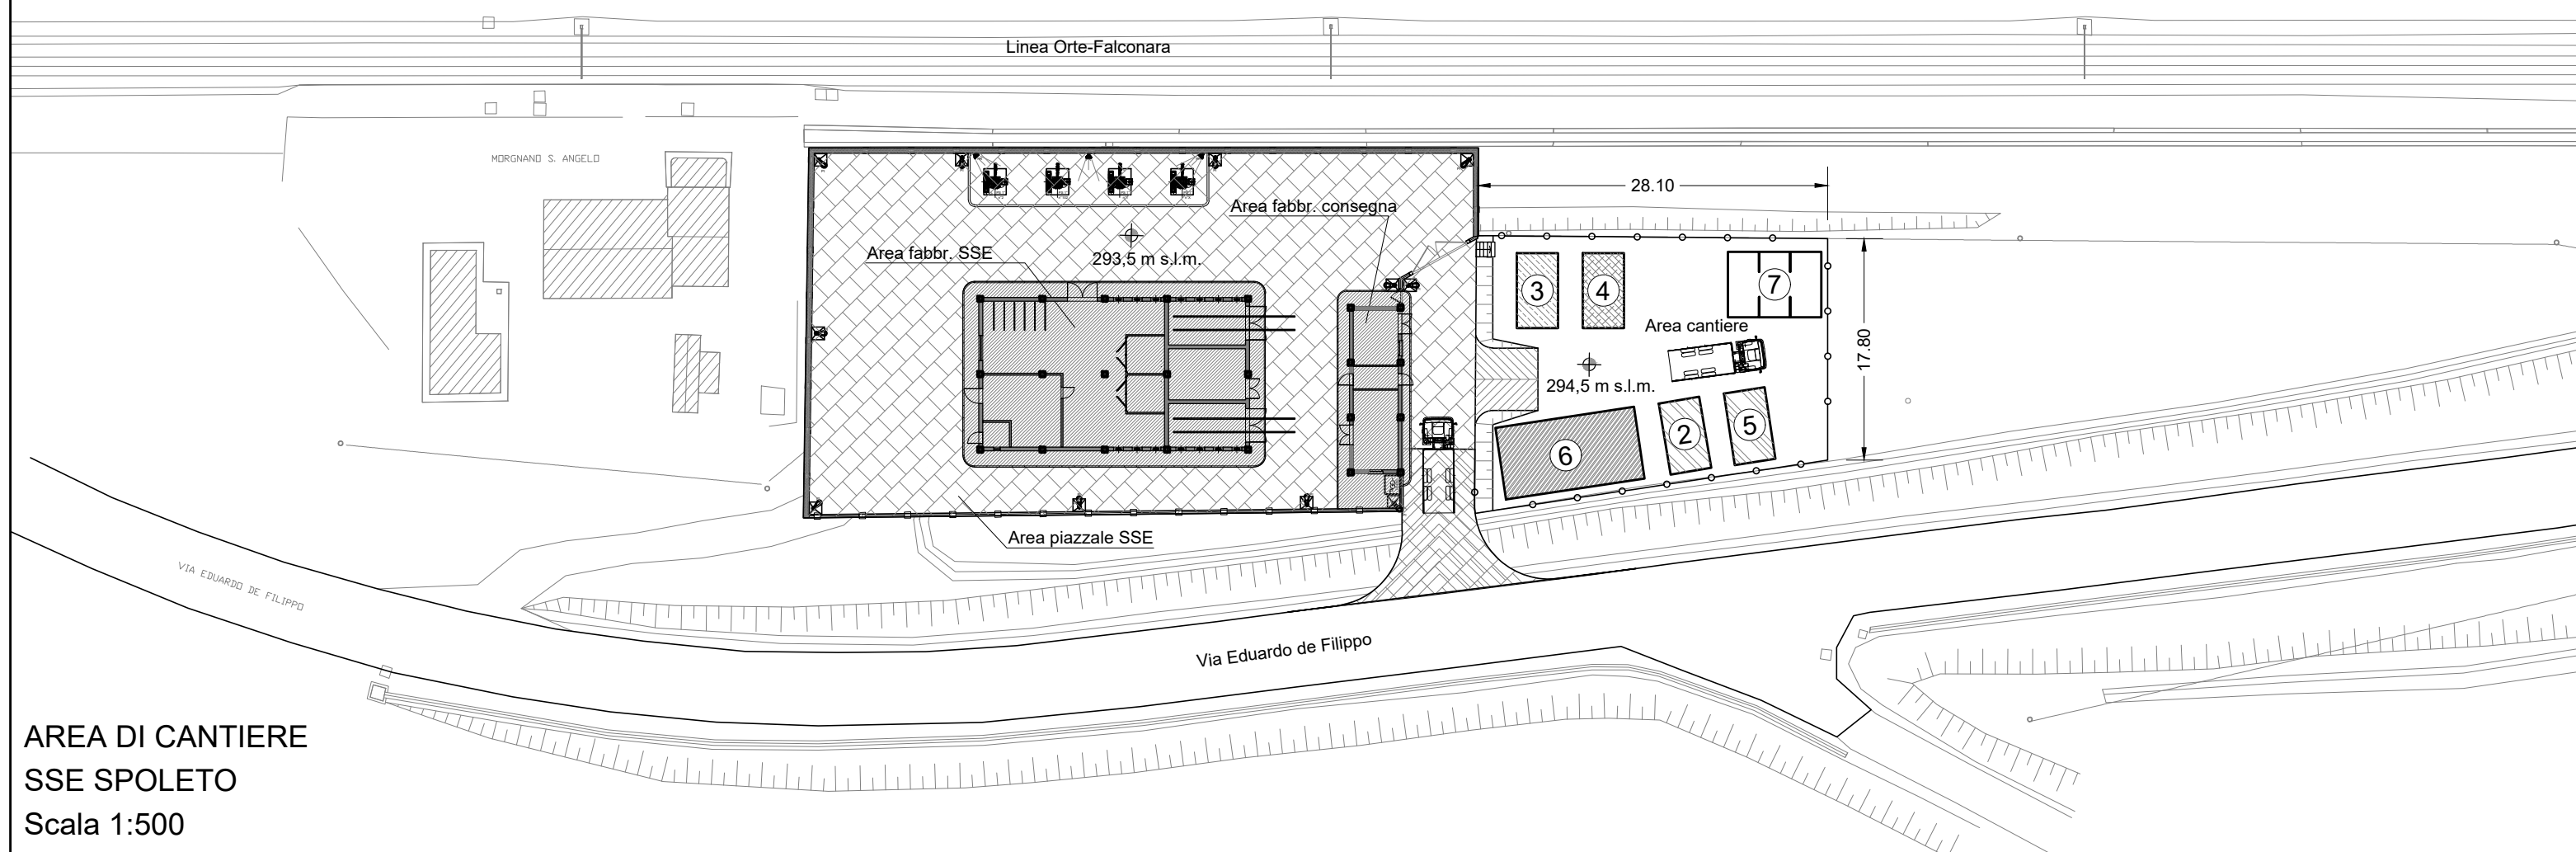 Linea Orte-Falconara
MORGNANO S. ANGELO
28.10
Area fabbr. consegna
Area fabbr. SSE
293,5 m s.l.m.
3
4
7
Area cantiere
17.80
294,5 m s.l.m.
6
2
5
Area piazzale SSE
VIA EDUARDO DE FILIPPO
Via Eduardo de Filippo
AREA DI CANTIERE
SSE SPOLETO
Scala 1:500